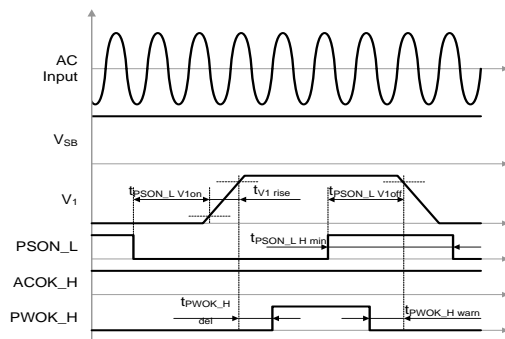 AC
Input
VSB
tPSON_L V1on
tV1 rise
tPSON_L V1off
V1
PSON_L
tPSON_L H min
ACOK_H
tPWOK_H
del
tPWOK_H warn
PWOK_H